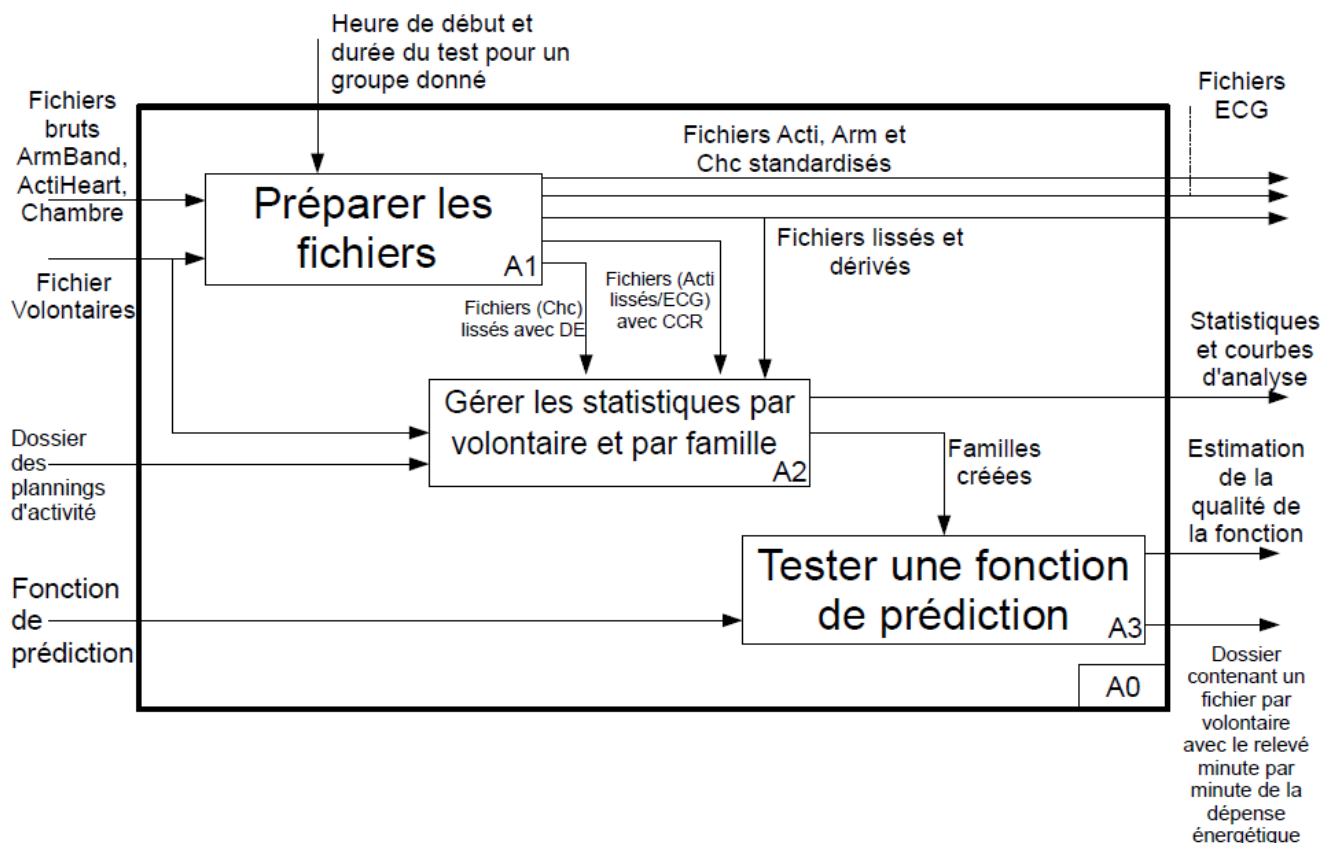 Heure de début et
durée du test pour un
groupe donné
Fichiers
bruts
ArmBand,
ActiHeart,
Chambre
Fichiers
ECG
Fichiers Acti, Arm et
Chc standardisés
Préparer les
fichiers
A1
Fichier
Volontaires
Fichiers lissés et
dérivés
Fichiers (Chc)
lissés avec DE
Fichiers (Acti
lissés/ECG)
avec CCR
Statistiques
et courbes
d'analyse
Gérer les statistiques par
volontaire et par famille
A2
Dossier
des
plannings
d'activité
Familles
créées
Estimation
de la
qualité de
la fonction
Tester une fonction
de prédiction
A3
Fonction
de
prédiction
A0
Dossier
contenant un
fichier par
volontaire
avec le relevé
minute par
minute de la
dépense
énergétique